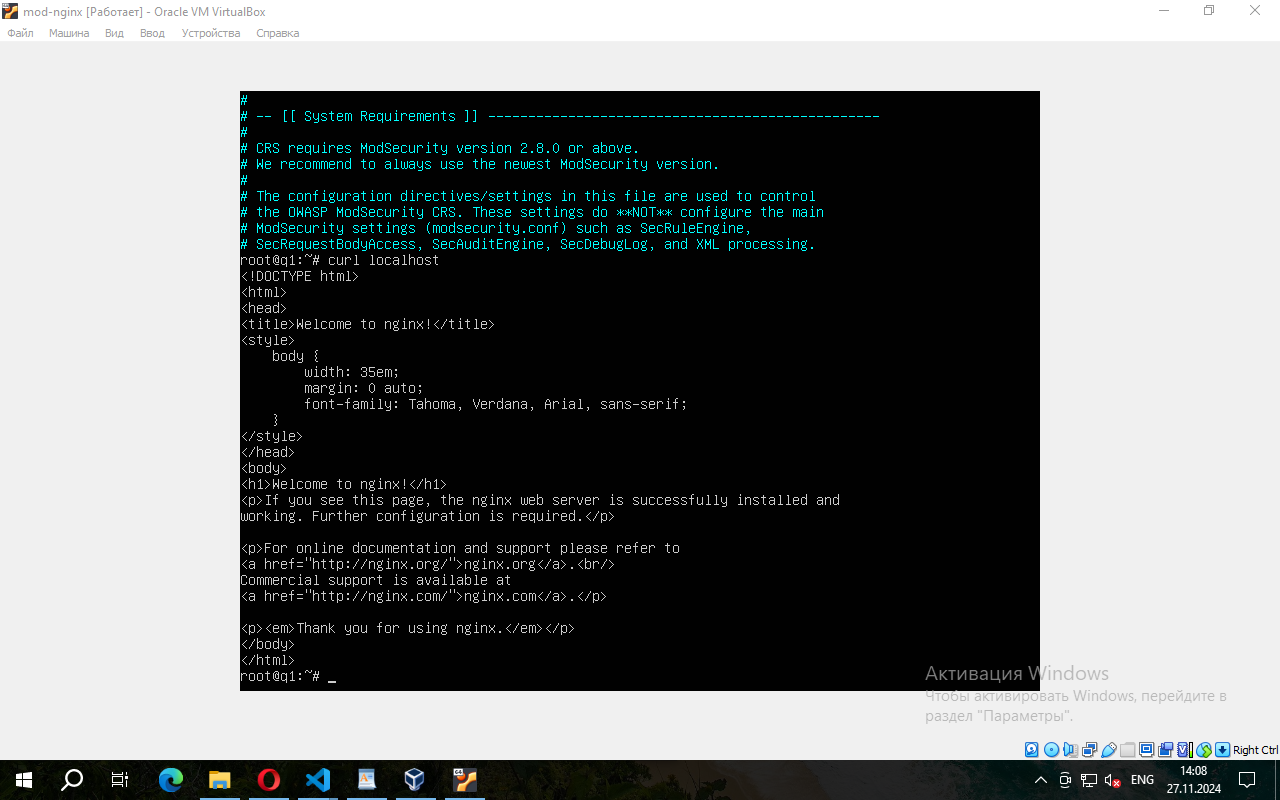 mod-nginx [Работает] - Oracle VM VirtualBox
Файл Машина Вид Ввод Устройства Справка
#
# -- [[ System Requirements ]] -------------------------------------------------
#
# CRS requires ModSecurity version 2.8.0 or above.
# We recommend to always use the newest ModSecurity version.
#
# The configuration directives/settings in this file are used to control
# the OWASP ModSecurity CRS. These settings do **NOT** configure the main
# ModSecurity settings (modsecurity.conf) such as SecRuleEngine,
# SecRequestBodyAccess, SecAuditEngine, SecDebugLog, and XML processing.
root@q1:~# curl localhost
<!DOCTYPE html>
<html>
<head>
<title>Welcome to nginx!</title>
<style>
    body {
        width: 35em;
        margin: 0 auto;
        font-family: Tahoma, Verdana, Arial, sans-serif;
    }
</style>
</head>
<body>
<h1>Welcome to nginx!</h1>
<p>If you see this page, the nginx web server is successfully installed and
working. Further configuration is required.</p>

<p>For online documentation and support please refer to
<a href="http://nginx.org/">nginx.org</a>.<br/>
Commercial support is available at
<a href="http://nginx.com/">nginx.com</a>.</p>

<p><em>Thank you for using nginx.</em></p>
</body>
</html>
root@q1:~# _
Активация Windows
Чтобы активировать Windows, перейдите в
раздел "Параметры".
Right Ctrl
ENG
14:08
27.11.2024